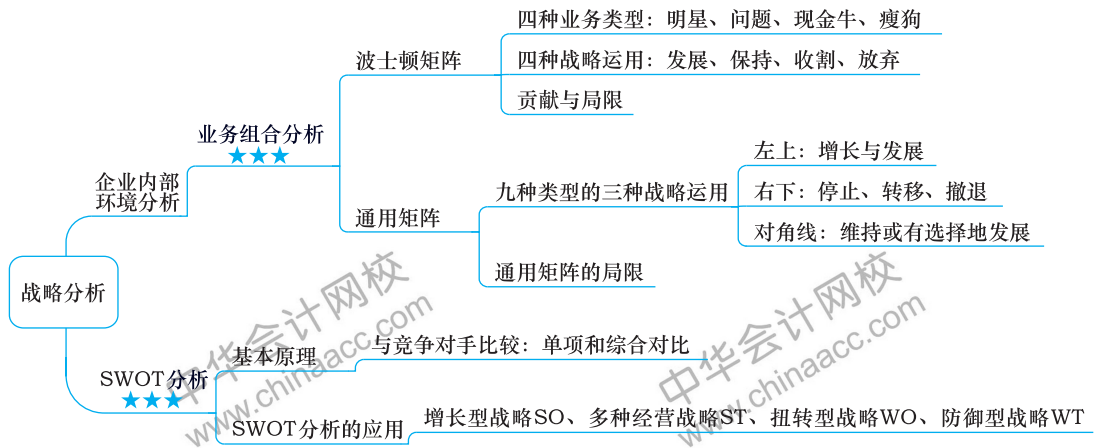 四种业务类型：明星、问题、现金牛、瘦狗
波士顿矩阵
四种战略运用：发展、保持、收割、放弃
贡献与局限
业务组合分析
★★★
左上：增长与发展
企业内部
环境分析
九种类型的三种战略运用
右下：停止、转移、撤退
通用矩阵
对角线：维持或有选择地发展
通用矩阵的局限
战略分析
中华会计网校
www.chinaacc.com
中华会计网校
www.chinaacc.com
基本原理
与竞争对手比较：单项和综合对比
SWOT分析
★★★
SWOT分析的应用
增长型战略SO、多种经营战略ST、扭转型战略WO、防御型战略WT